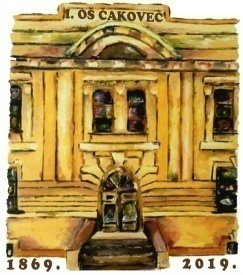 I. OŠ ČAKOVEC
1869. 2019.